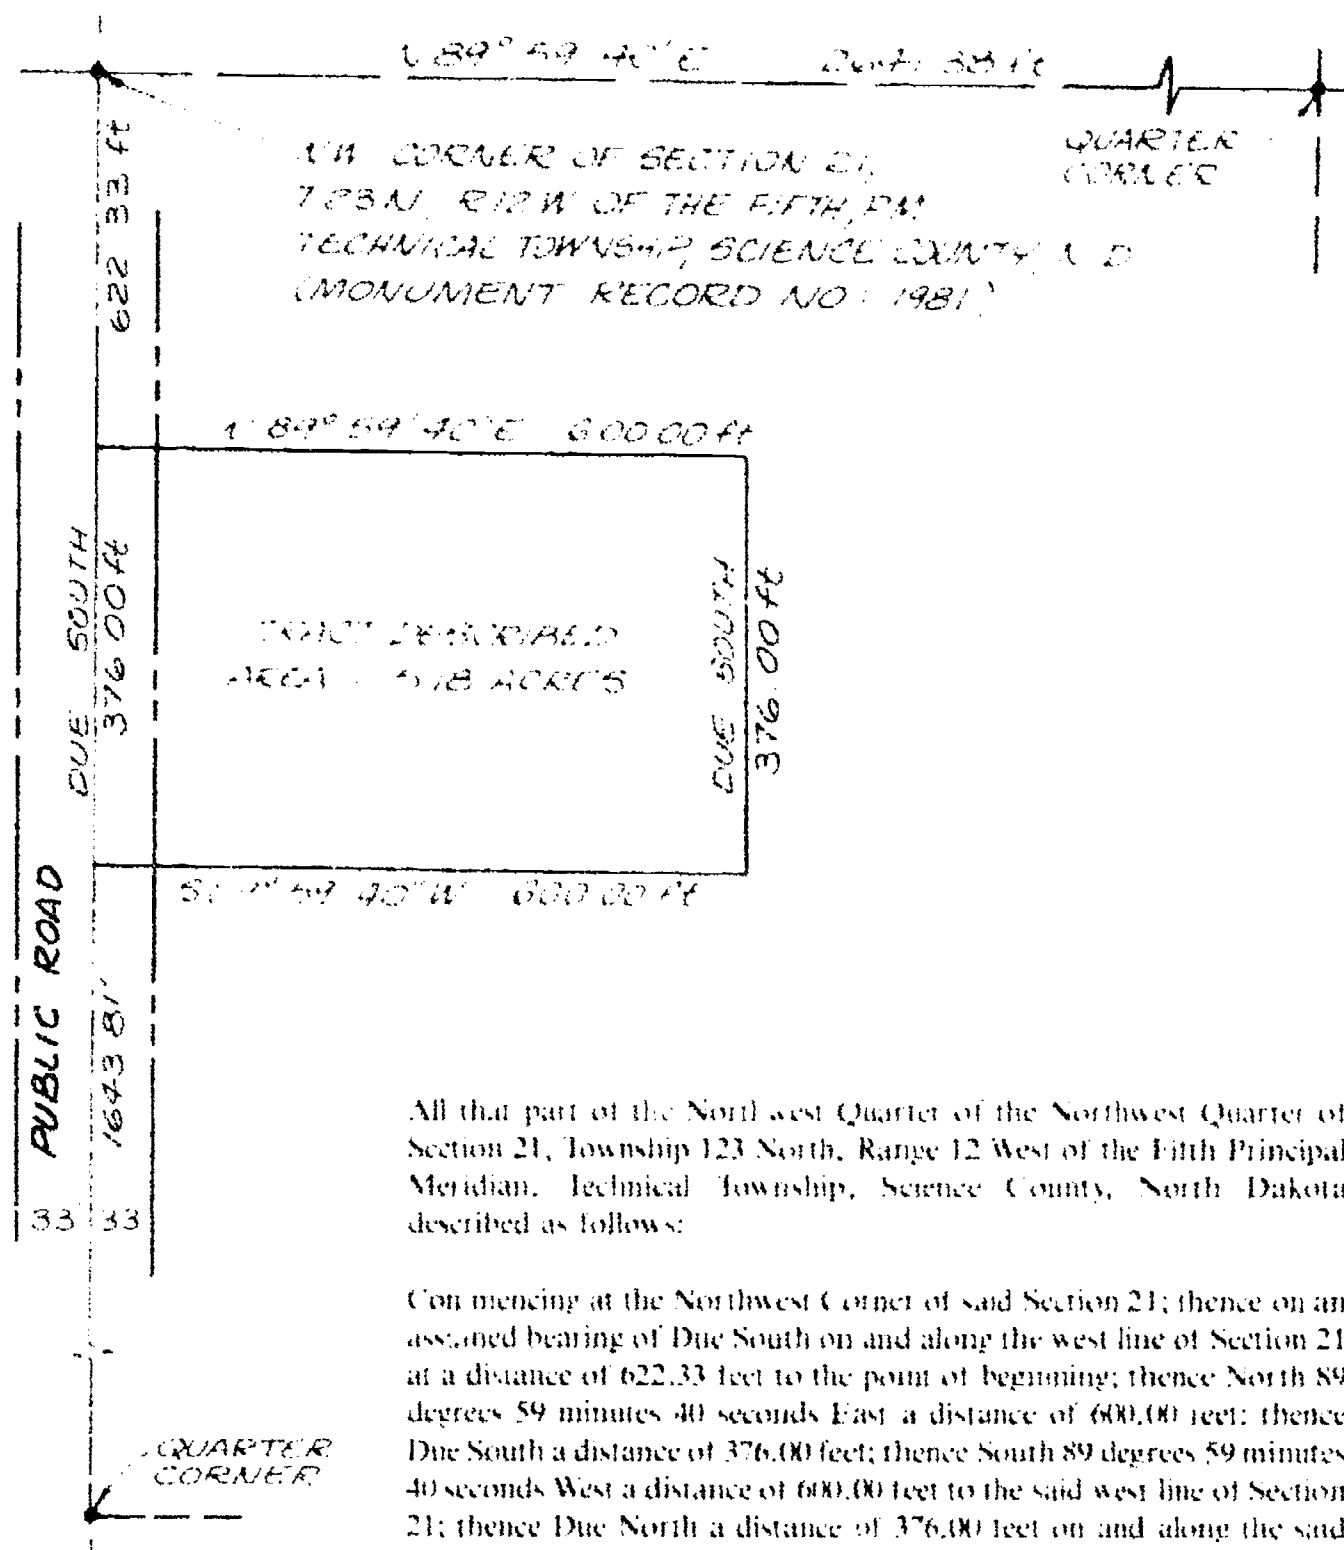 89° 59' 40" E
QUARTER
CORNER
622 33 ft
CORNER OF SECTION 21,
R12W OF THE FIFTH PM
TECHNICAL TOWNSHIP, SCIENCE COUNTY, N D
(MONUMENT RECORD NO 1981)
N 89° 59' 40" E 600 00 ft
DUE SOUTH
376 00 ft
TRACT DESCRIBED
AREA ACRES
DUE SOUTH
376.00 ft
59 40" W 600 00 ft
PUBLIC ROAD
1643 81'
33 33
All that part of the Northwest Quarter of the Northwest Quarter of
Section 21, Township 123 North, Range 12 West of the Fifth Principal
Meridian, Technical Township, Science County, North Dakota
described as follows:
Commencing at the Northwest Corner of said Section 21; thence on an
assumed bearing of Due South on and along the west line of Section 21
at a distance of 622.33 feet to the point of beginning; thence North 89
degrees 59 minutes 40 seconds East a distance of 600.00 feet; thence
Due South a distance of 376.00 feet; thence South 89 degrees 59 minutes
40 seconds West a distance of 600.00 feet to the said west line of Section
21; thence Due North a distance of 376.00 feet on and along the said
QUARTER
CORNER